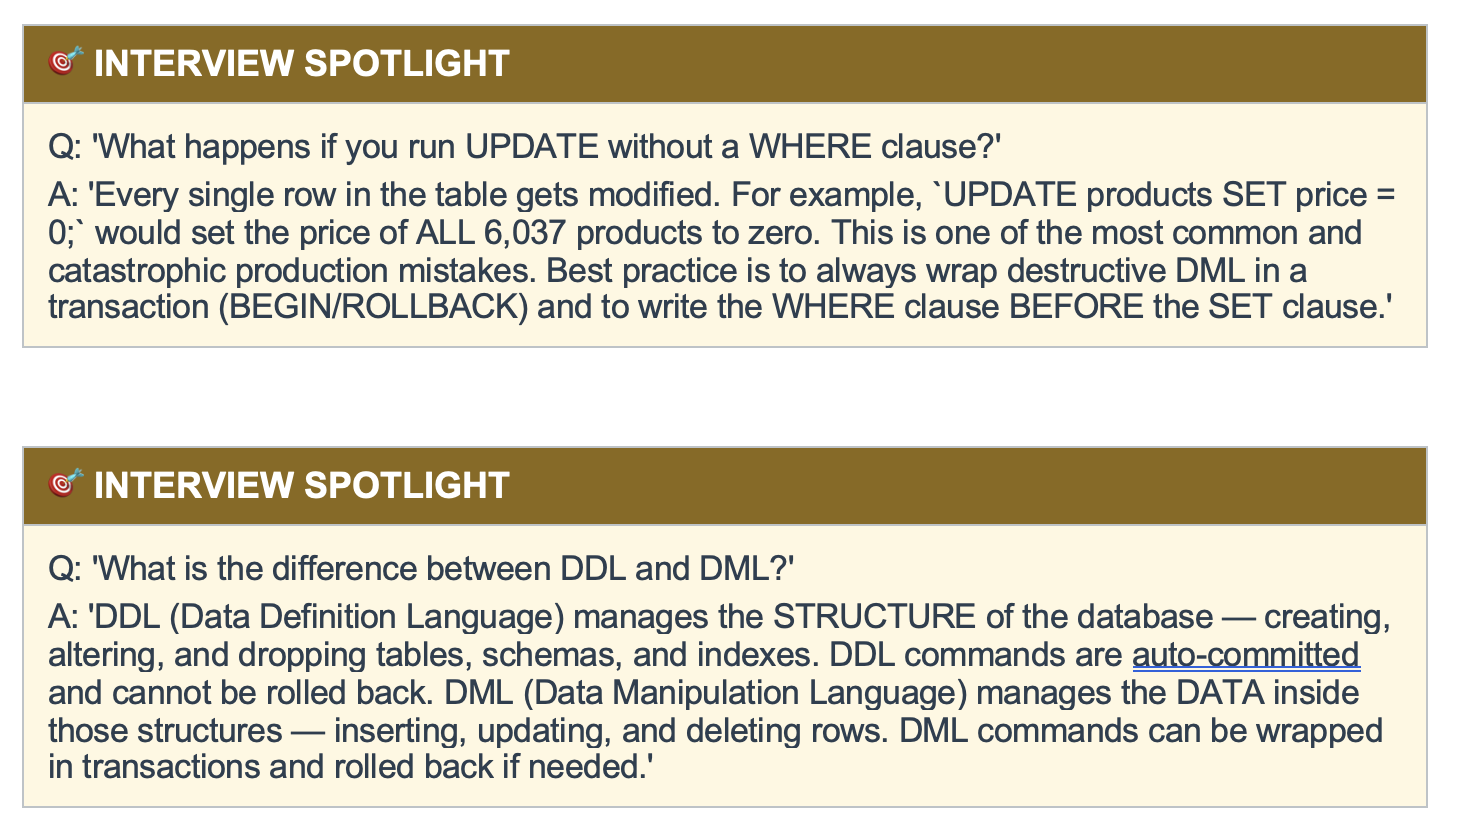 🎯 INTERVIEW SPOTLIGHT
Q: 'What happens if you run UPDATE without a WHERE clause?'
A: 'Every single row in the table gets modified. For example, `UPDATE products SET price =
0;` would set the price of ALL 6,037 products to zero. This is one of the most common and
catastrophic production mistakes. Best practice is to always wrap destructive DML in a
transaction (BEGIN/ROLLBACK) and to write the WHERE clause BEFORE the SET clause.'
🎯 INTERVIEW SPOTLIGHT
Q: 'What is the difference between DDL and DML?'
A: 'DDL (Data Definition Language) manages the STRUCTURE of the database — creating,
altering, and dropping tables, schemas, and indexes. DDL commands are auto-committed
and cannot be rolled back. DML (Data Manipulation Language) manages the DATA inside
those structures — inserting, updating, and deleting rows. DML commands can be wrapped
in transactions and rolled back if needed.'